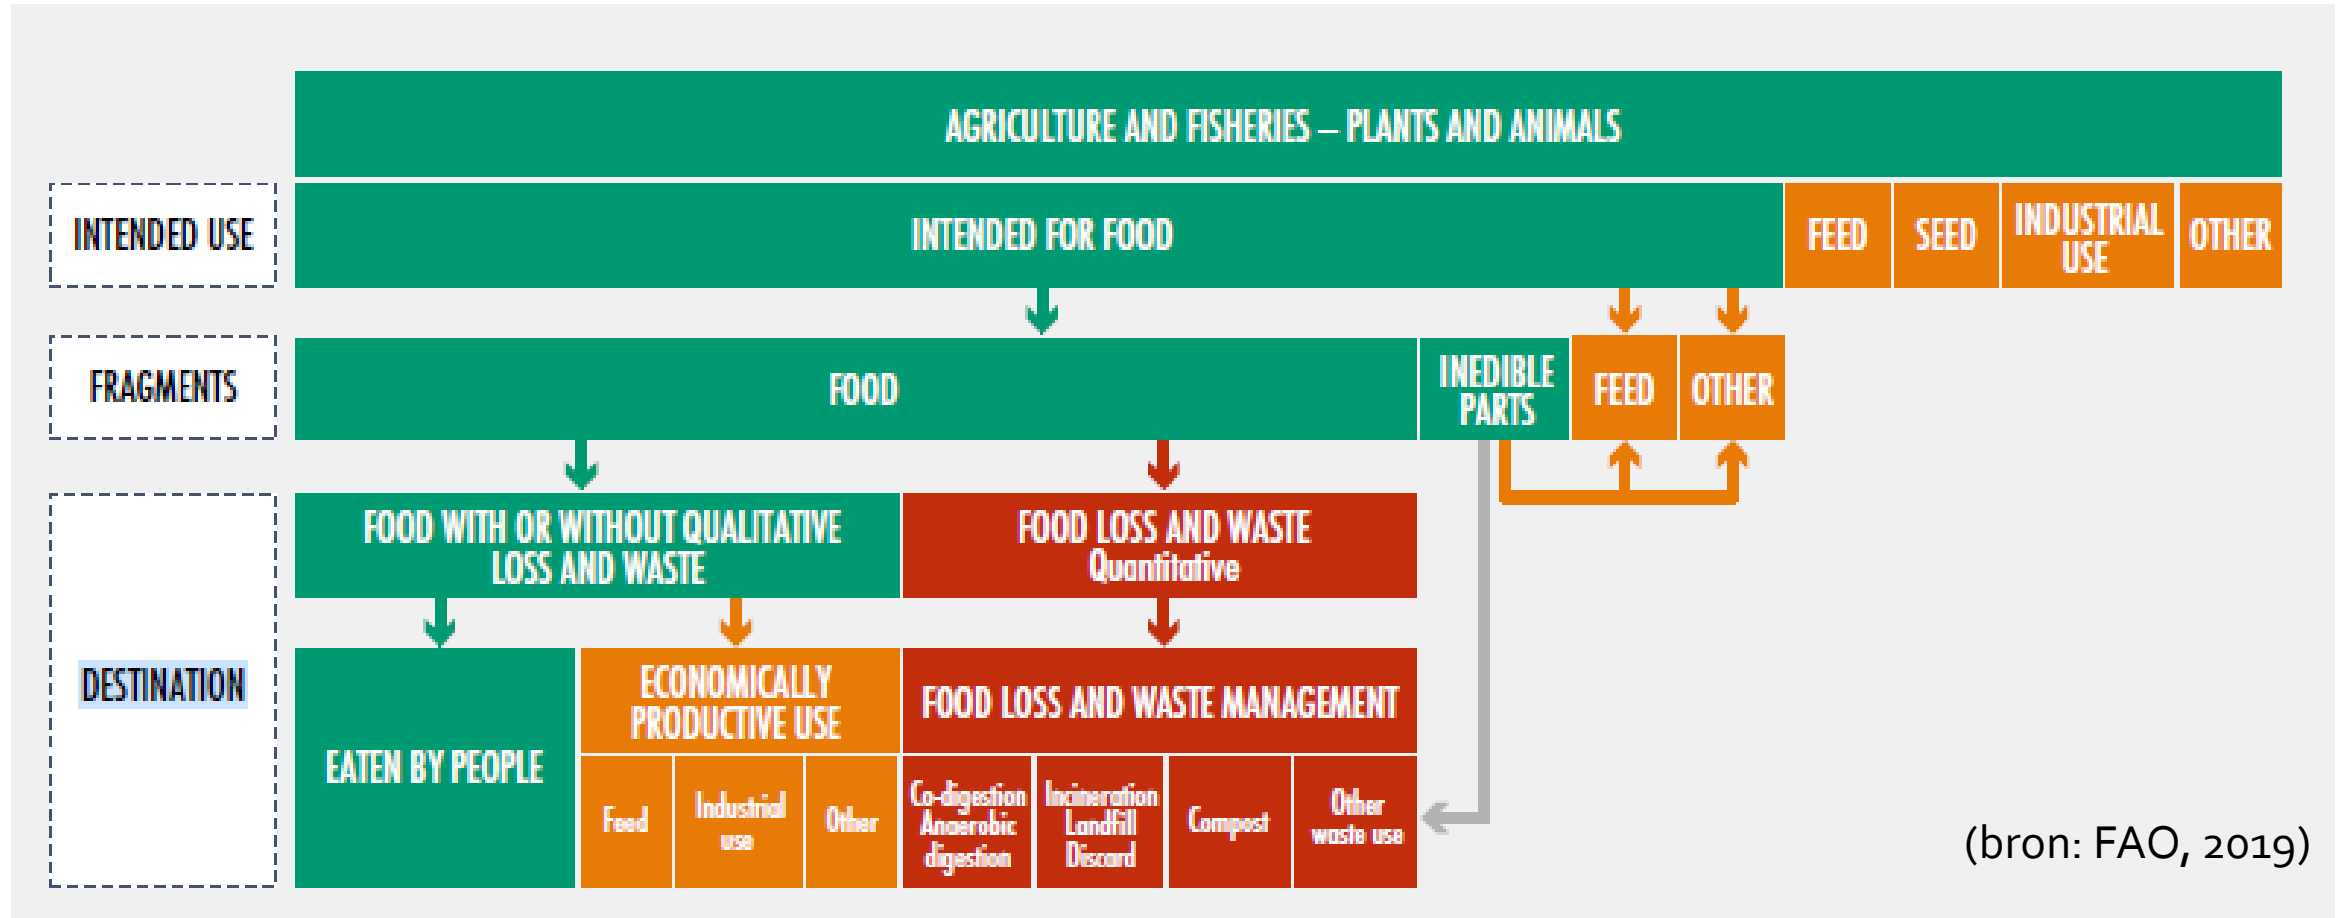 AGRICULTURE AND FISHERIES – PLANTS AND ANIMALS
INTENDED USE
INTENDED FOR FOOD
FEED
SEED
INDUSTRIAL
USE
OTHER
FRAGMENTS
FOOD
INEDIBLE
PARTS
FEED
OTHER
DESTINATION
FOOD WITH OR WITHOUT QUALITATIVE
LOSS AND WASTE
FOOD LOSS AND WASTE
Quantitative
EATEN BY PEOPLE
ECONOMICALLY
PRODUCTIVE USE
FOOD LOSS AND WASTE MANAGEMENT
Feed
Industrial
use
Other
Co-digestion
Anaerobic
digestion
Incineration
Landfill
Discard
Compost
Other
waste use
(bron: FAO, 2019)